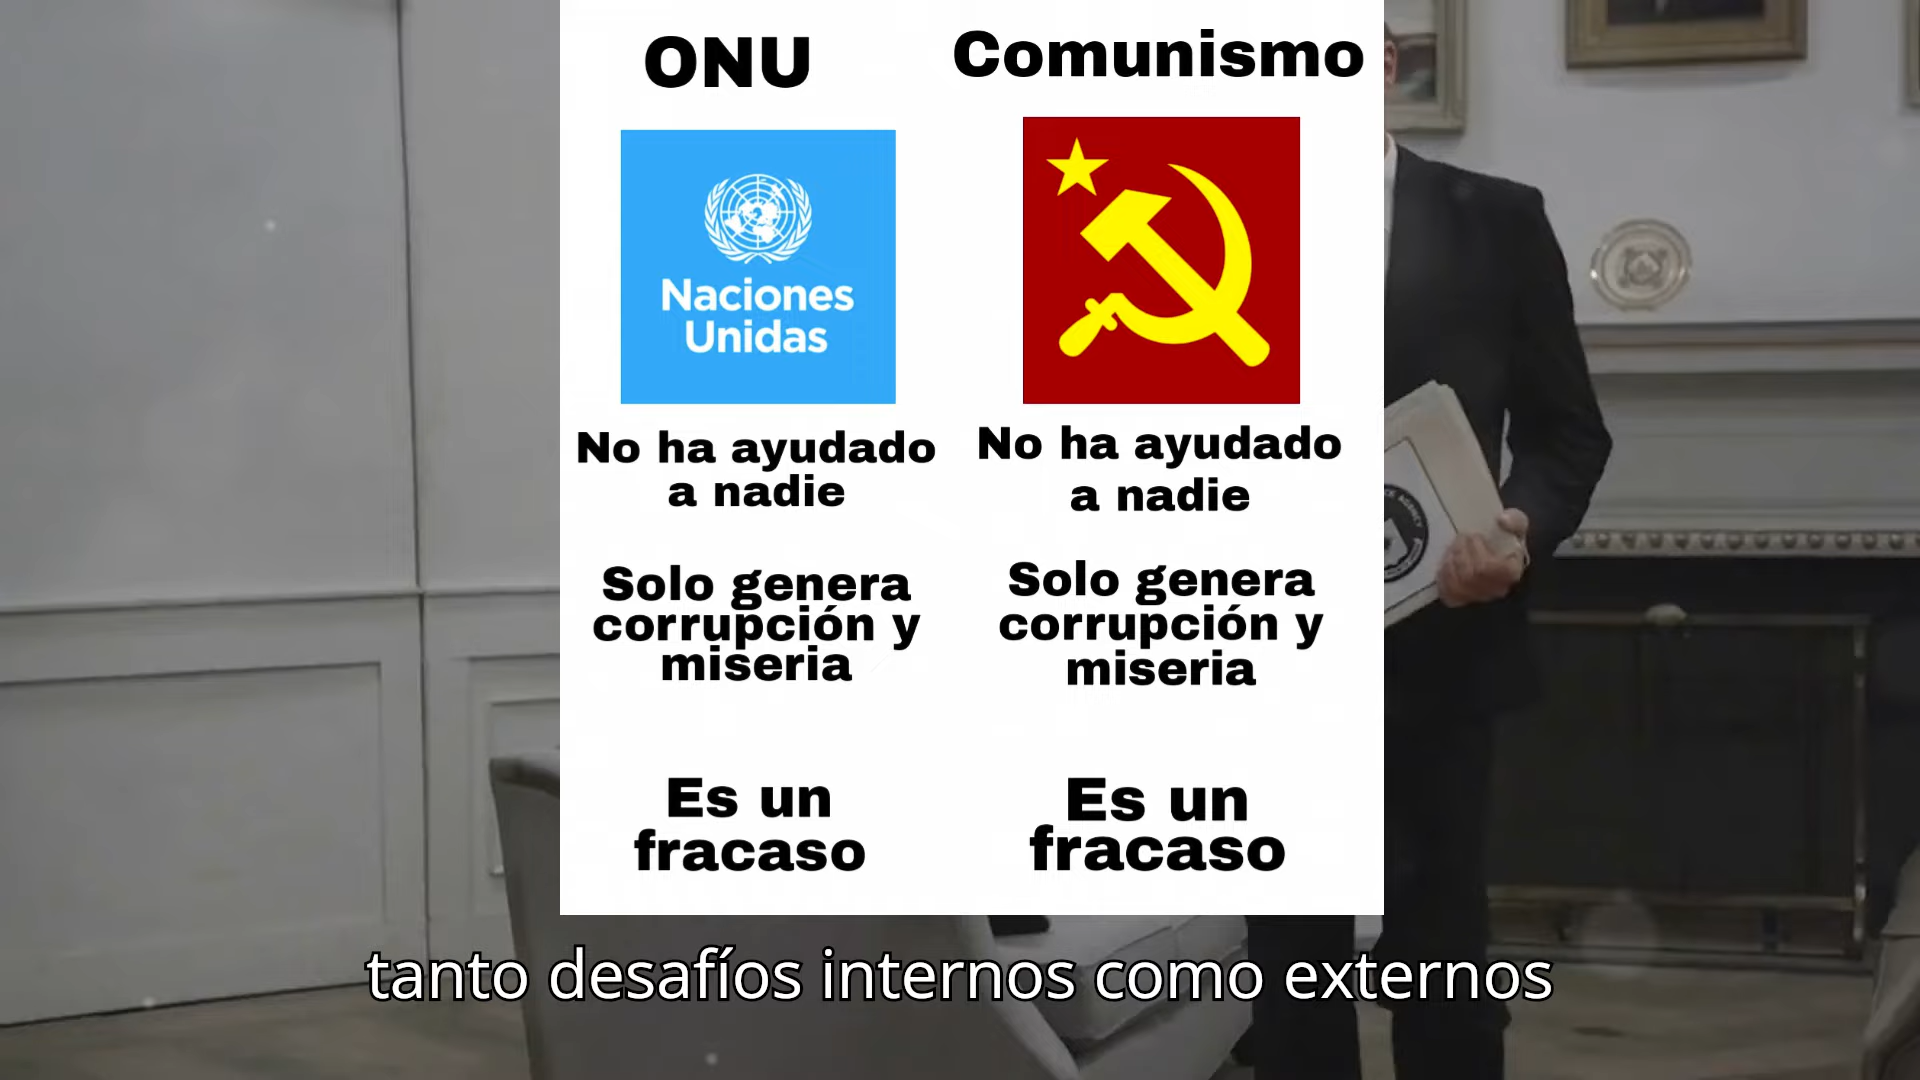 ONU
Naciones
Unidas
No ha ayudado
a nadie
Solo genera
corrupción y
miseria
Es un
fracaso
Comunismo
No ha ayudado
a nadie
Solo genera
corrupción y
miseria
Es un
fracaso
tanto desafíos internos como externos